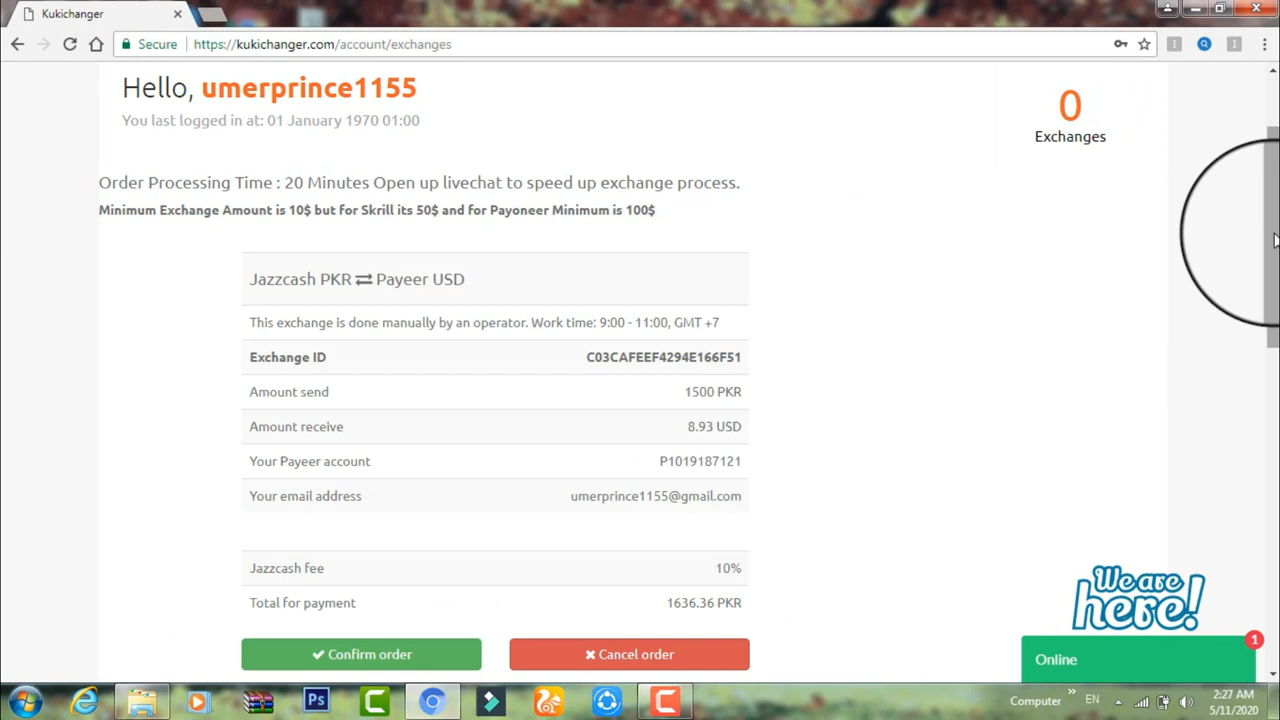 Kukichanger
Secure
https://kukichanger.com/account/exchanges
Hello, umerprince1155
You last logged in at: 01 January 1970 01:00
0
Exchanges
Order Processing Time : 20 Minutes Open up livechat to speed up exchange process.
Minimum Exchange Amount is 10$ but for Skrill its 50$ and for Payoneer Minimum is 100$
Jazzcash PKR Payeer USD
This exchange is done manually by an operator. Work time: 9:00 - 11:00, GMT +7
Exchange ID C03CAFEEF4294E166F51
Amount send 1500 PKR
Amount receive 8.93 USD
Your Payeer account P1019187121
Your email address umerprince1155@gmail.com
Jazzcash fee 10%
Total for payment 1636.36 PKR
Confirm order Cancel order
We are
here!
1
Online
Ps
Computer
EN
2:27 AM
5/11/2020